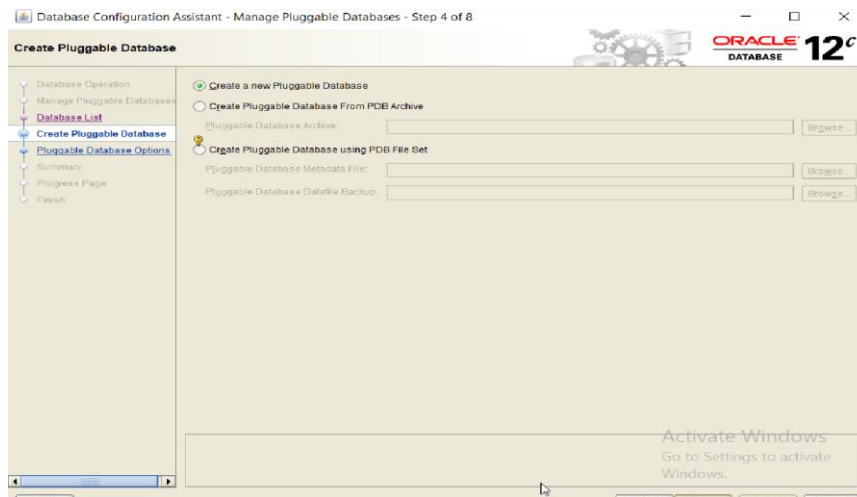 Database Configuration Assistant - Manage Pluggable Databases - Step 4 of 8
Create Pluggable Database
ORACLE
DATABASE
12c
Database Operation
Manage Pluggable Databases
Database List
Create Pluggable Database
Pluggable Database Options
Summary
Progress Page
Finish
Create a new Pluggable Database
Create Pluggable Database From PDB Archive
Pluggable Database Archive:
Browse...
Create Pluggable Database using PDB File Set
Pluggable Database Metadata File:
Browse...
Pluggable Database Datafile Backup:
Browse...
Activate Windows
Go to Settings to activate
Windows.